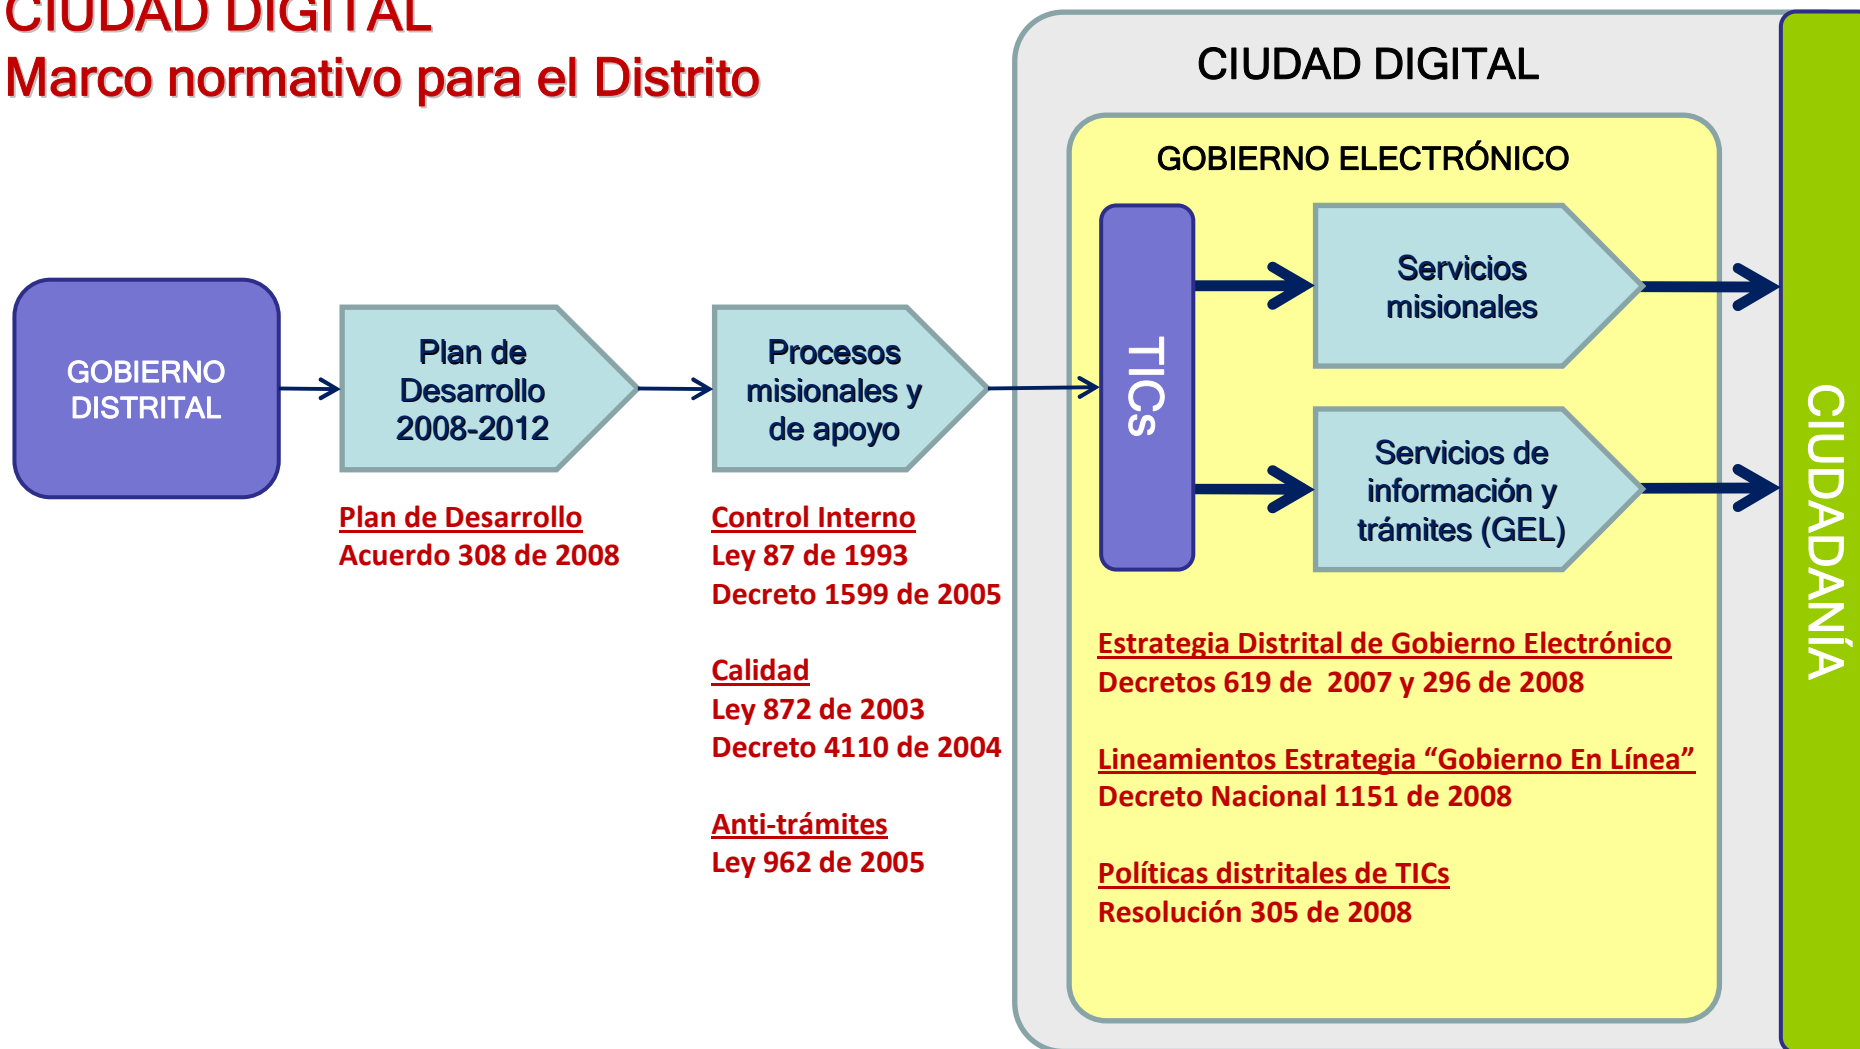 CIUDAD DIGITAL
Marco normativo para el Distrito
GOBIERNO
DISTRITAL
Plan de
Desarrollo
2008-2012
Plan de Desarrollo
Acuerdo 308 de 2008
Procesos
misionales y
de apoyo
Control Interno
Ley 87 de 1993
Decreto 1599 de 2005
Calidad
Ley 872 de 2003
Decreto 4110 de 2004
Anti-trámites
Ley 962 de 2005
CIUDAD DIGITAL
GOBIERNO ELECTRÓNICO
TICs
Servicios
misionales
Servicios de
información y
trámites (GEL)
Estrategia Distrital de Gobierno Electrónico
Decretos 619 de  2007 y 296 de 2008
Lineamientos Estrategia “Gobierno En Línea”
Decreto Nacional 1151 de 2008
Políticas distritales de TICs
Resolución 305 de 2008
CIUDADANÍA